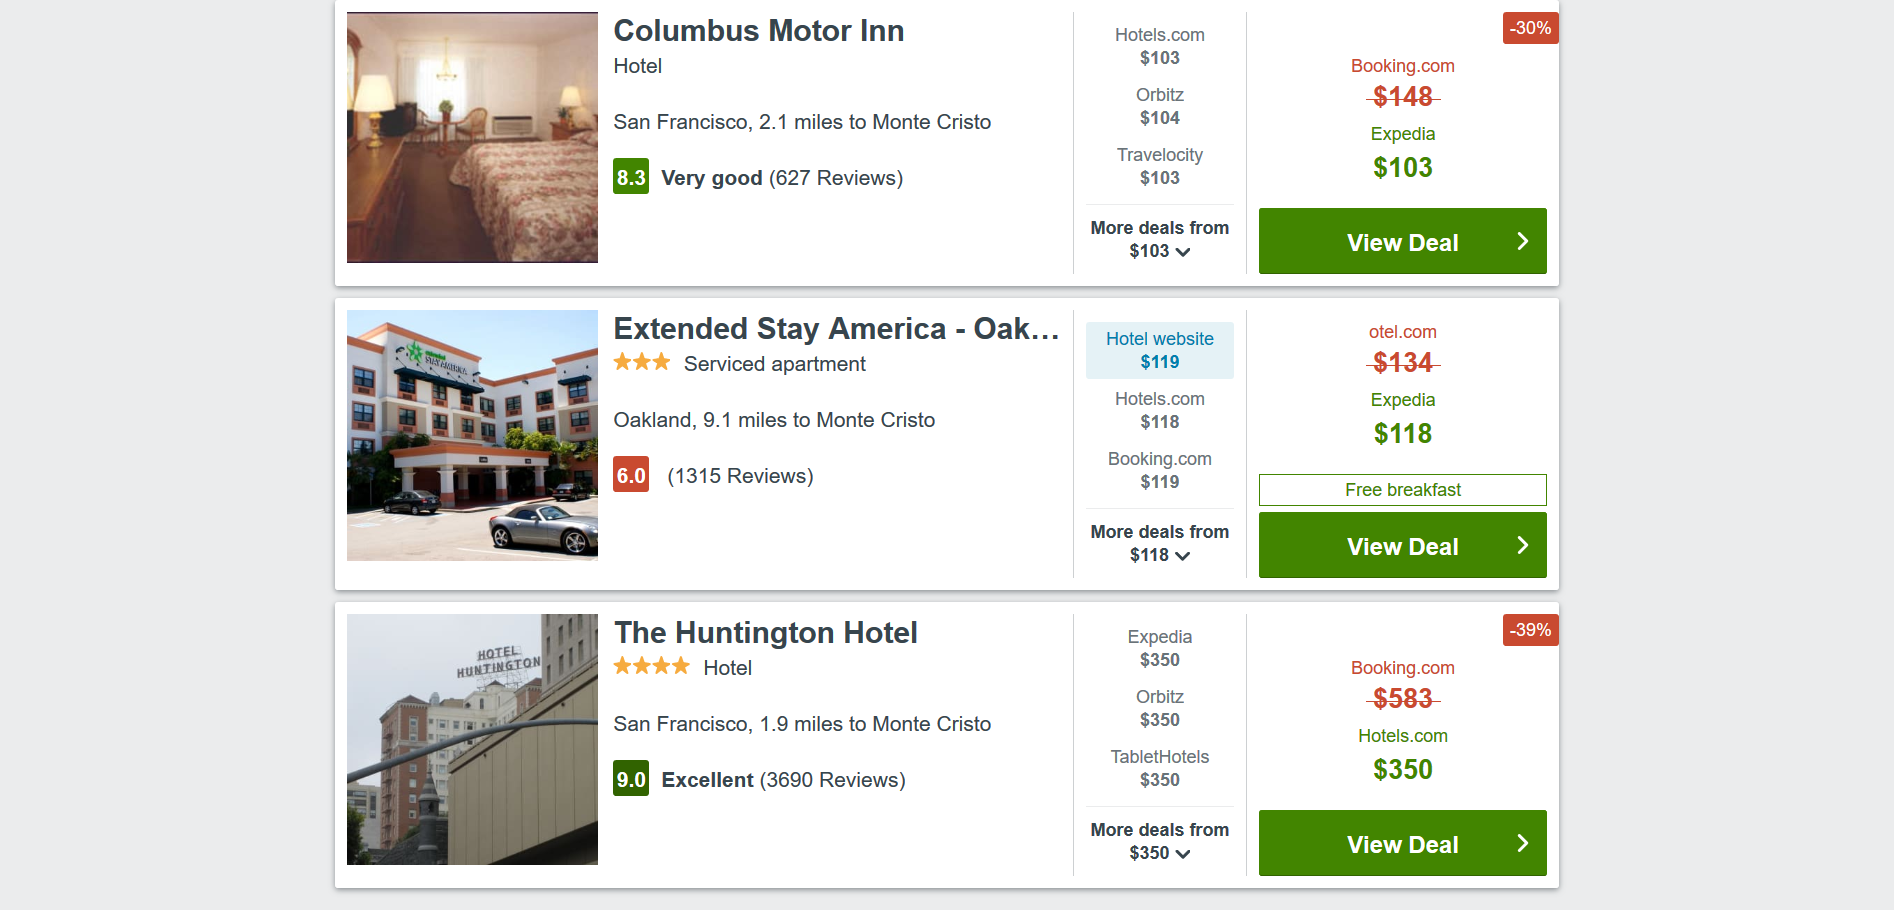 Columbus Motor Inn
Hotel
San Francisco, 2.1 miles to Monte Cristo
8.3 Very good (627 Reviews)
Hotels.com
$103
Orbitz
$104
Travelocity
$103
More deals from
$103
-30%
Booking.com
$148
Expedia
$103
View Deal
extended
STAY AMERICA
Extended Stay America - Oak...
Serviced apartment
Oakland, 9.1 miles to Monte Cristo
6.0 (1315 Reviews)
Hotel website
$119
Hotels.com
$118
Booking.com
$119
More deals from
$118
otel.com
$134
Expedia
$118
Free breakfast
View Deal
HOTEL
HUNTINGTON
The Huntington Hotel
Hotel
San Francisco, 1.9 miles to Monte Cristo
9.0 Excellent (3690 Reviews)
Expedia
$350
Orbitz
$350
TabletHotels
$350
More deals from
$350
-39%
Booking.com
$583
Hotels.com
$350
View Deal